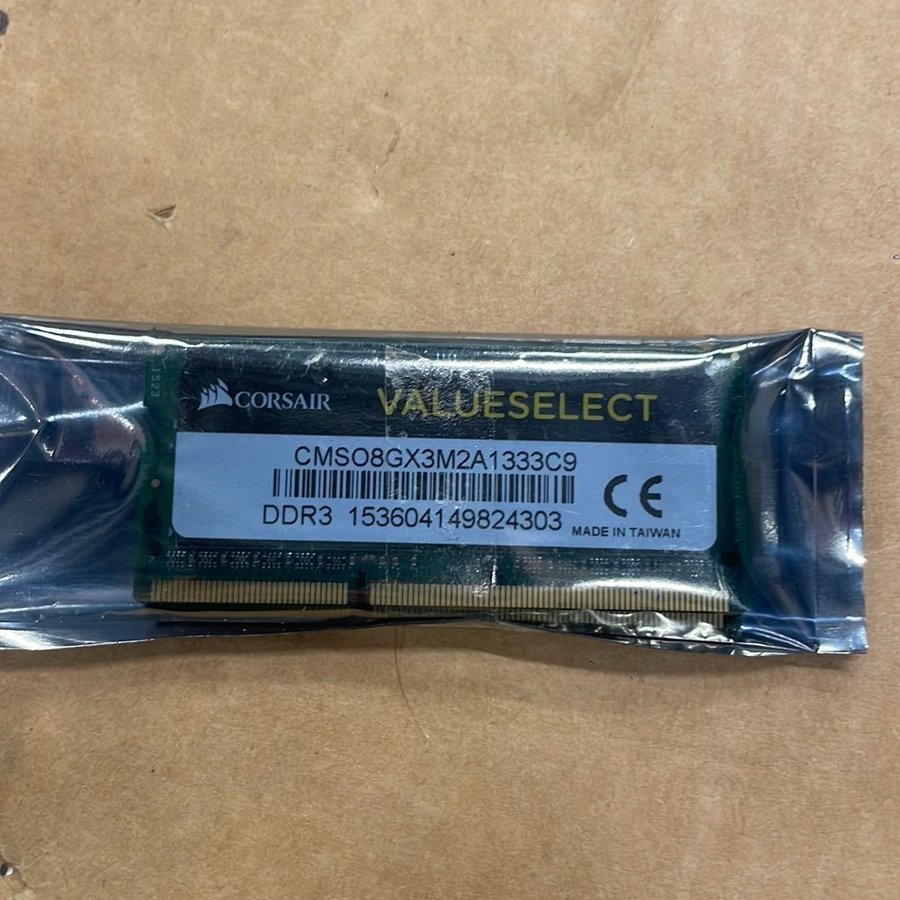 CORSAIR VALUESELECT
CMSO8GX3M2A1333C9
DDR3 153604149824303
MADE IN TAIWAN
CE